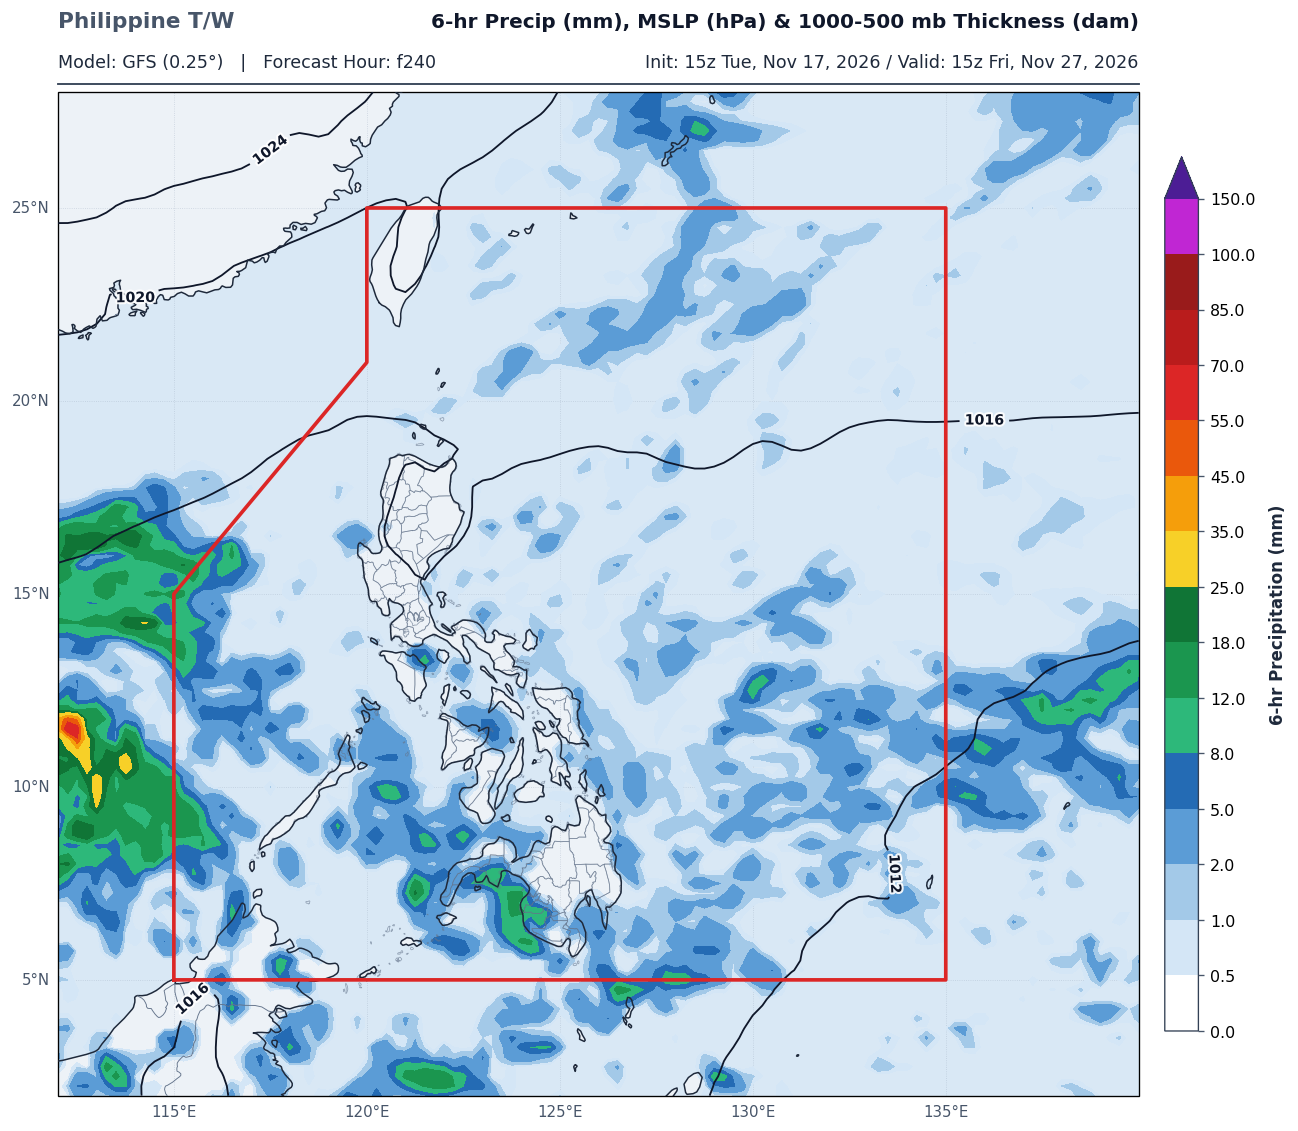 Philippine T/W
6-hr Precip (mm), MSLP (hPa) & 1000-500 mb Thickness (dam)
Model: GFS (0.25°) | Forecast Hour: f240
Init: 15z Tue, Nov 17, 2026 / Valid: 15z Fri, Nov 27, 2026
1024
1020
1016
1012
1016
25°N
20°N
15°N
10°N
5°N
115°E
120°E
125°E
130°E
135°E
150.0
100.0
85.0
70.0
55.0
45.0
35.0
25.0
18.0
12.0
8.0
5.0
2.0
1.0
0.5
0.0
6-hr Precipitation (mm)